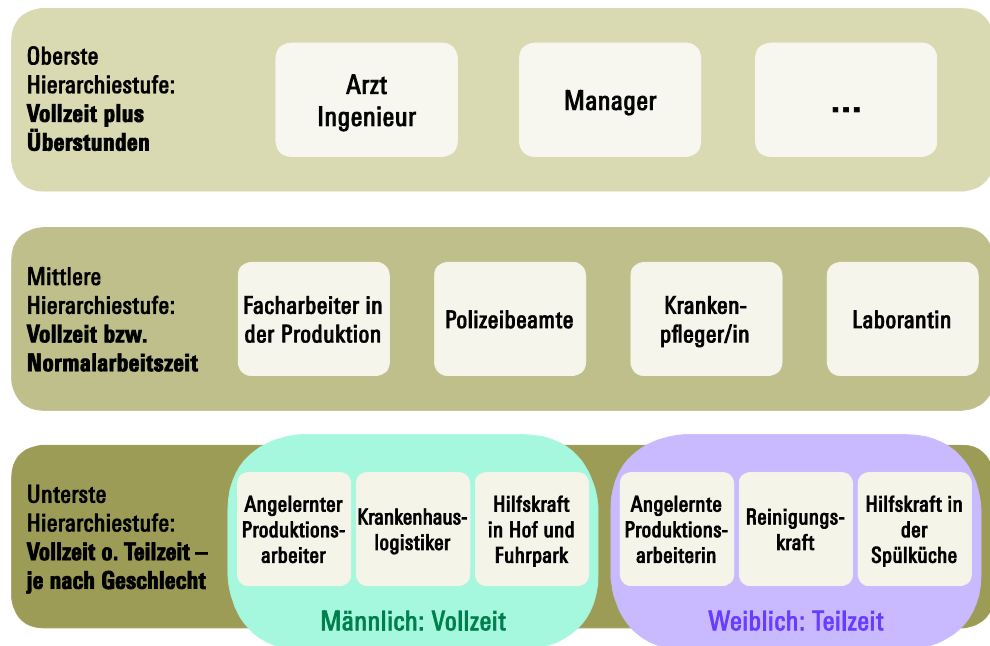 Oberste
Hierarchiestufe:
Vollzeit plus
Überstunden
Arzt
Ingenieur
Manager
...
Mittlere
Hierarchiestufe:
Vollzeit bzw.
Normalarbeitszeit
Facharbeiter in
der Produktion
Polizeibeamte
Kranken-
pfleger/in
Laborantin
Unterste
Hierarchiestufe:
Vollzeit o. Teilzeit –
je nach Geschlecht
Angelernter
Produktions-
arbeiter
Krankenhaus-
logistiker
Hilfskraft
in Hof und
Fuhrpark
Männlich: Vollzeit
Angelernte
Produktions-
arbeiterin
Reinigungs-
kraft
Hilfskraft in
der
Spülküche
Weiblich: Teilzeit